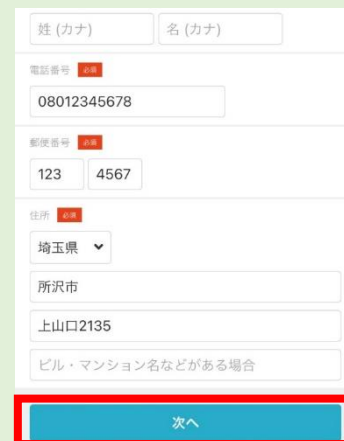 姓 (カナ) 名 (カナ)
電話番号 必須
08012345678
郵便番号 必須
123 4567
住所 必須
埼玉県
所沢市
上山口2135
ビル・マンション名などがある場合
次へ